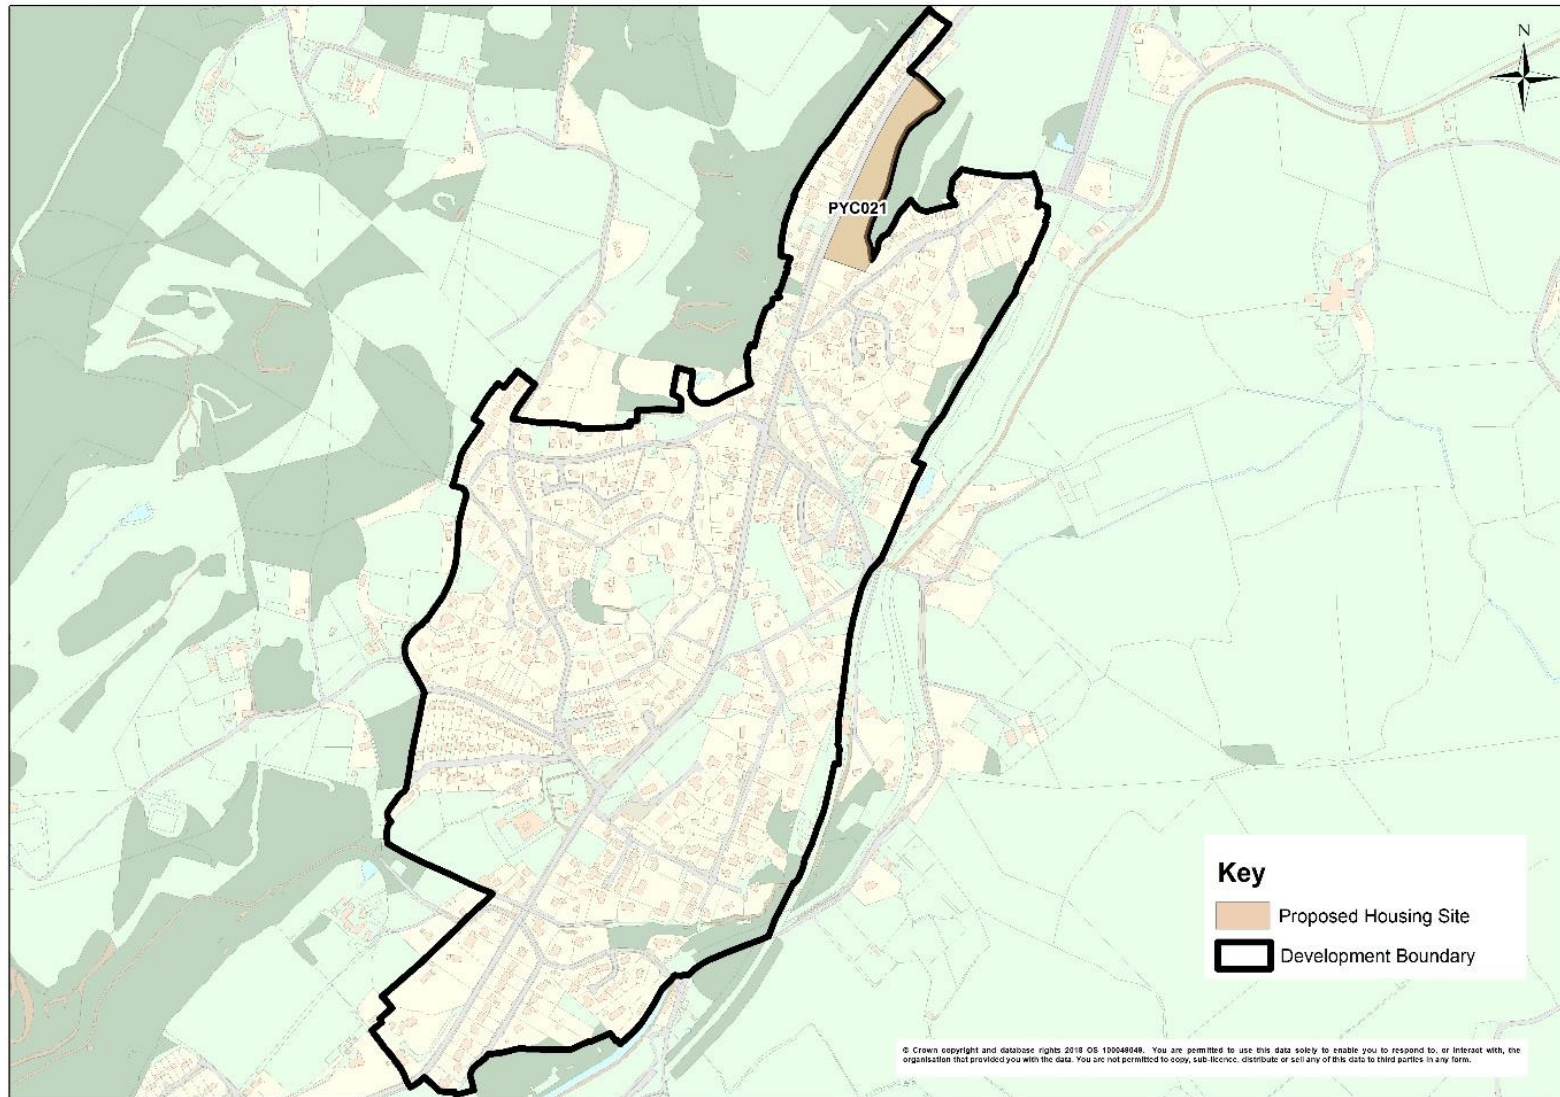 N
PYC021
Key
Proposed Housing Site
Development Boundary
© Crown copyright and database rights 2018 OS 100049049. You are permitted to use this data solely to enable you to respond to, or interact with, the
organisation that provided you with the data. You are not permitted to copy, sub-licence, distribute or sell any of this data to third parties in any form.